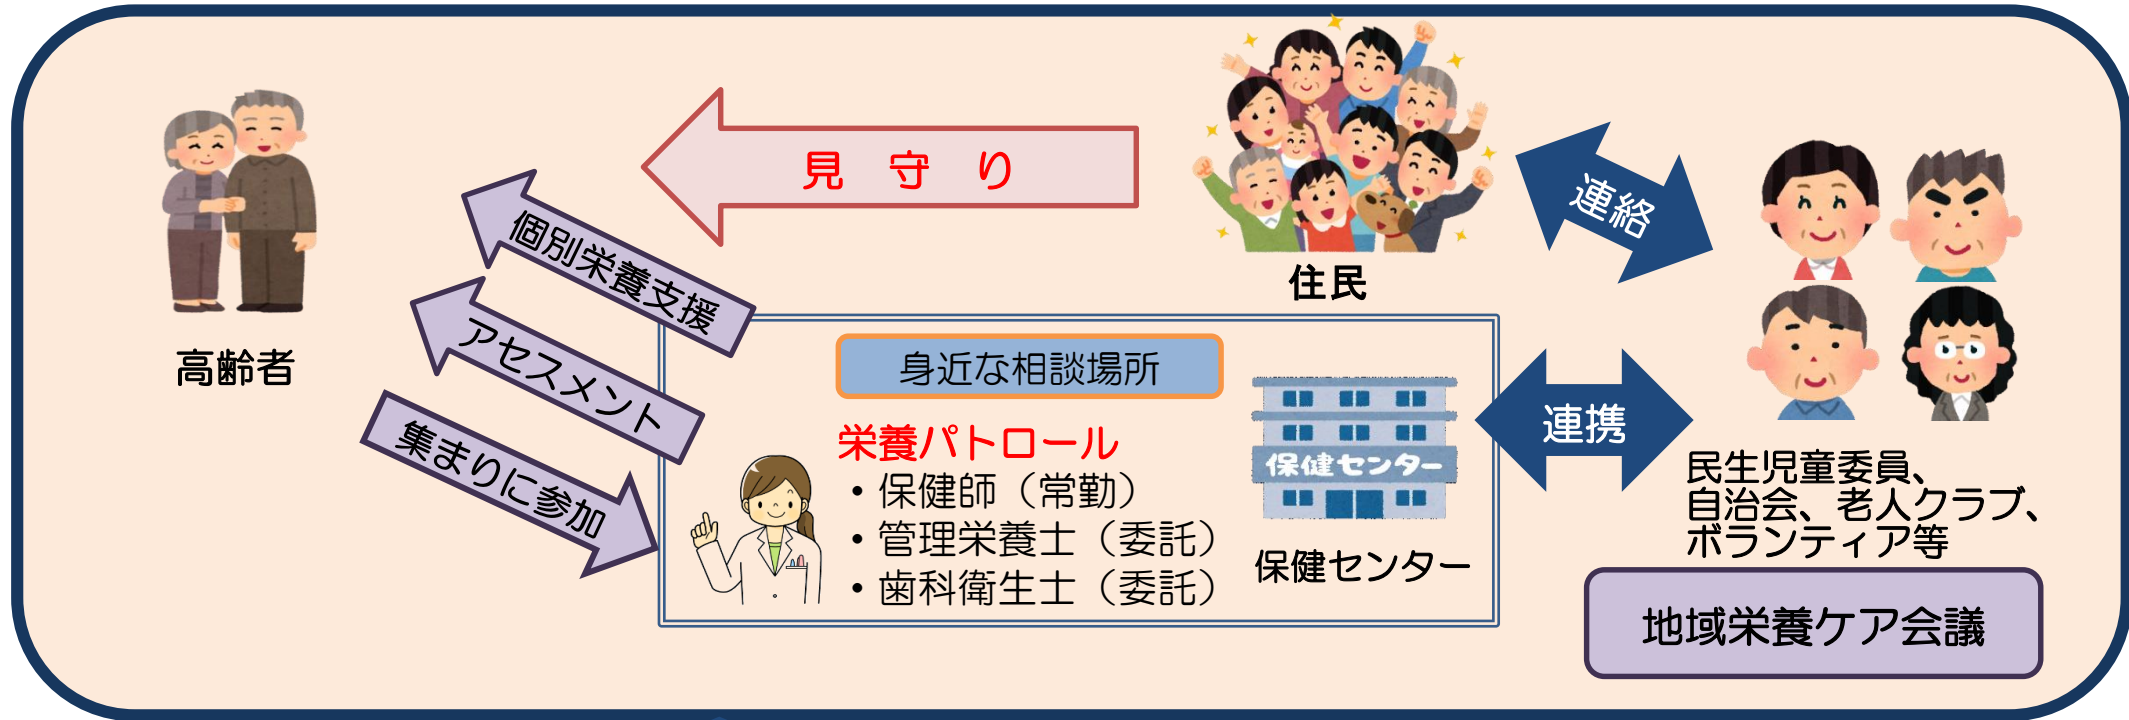 見 守 り
連絡
住民
高齢者
個別栄養支援
アセスメント
集まりに参加
身近な相談場所
栄養パトロール
・保健師（常勤）
・管理栄養士（委託）
・歯科衛生士（委託）
保健センター
保健センター
連携
民生児童委員、
自治会、老人クラブ、
ボランティア等
地域栄養ケア会議